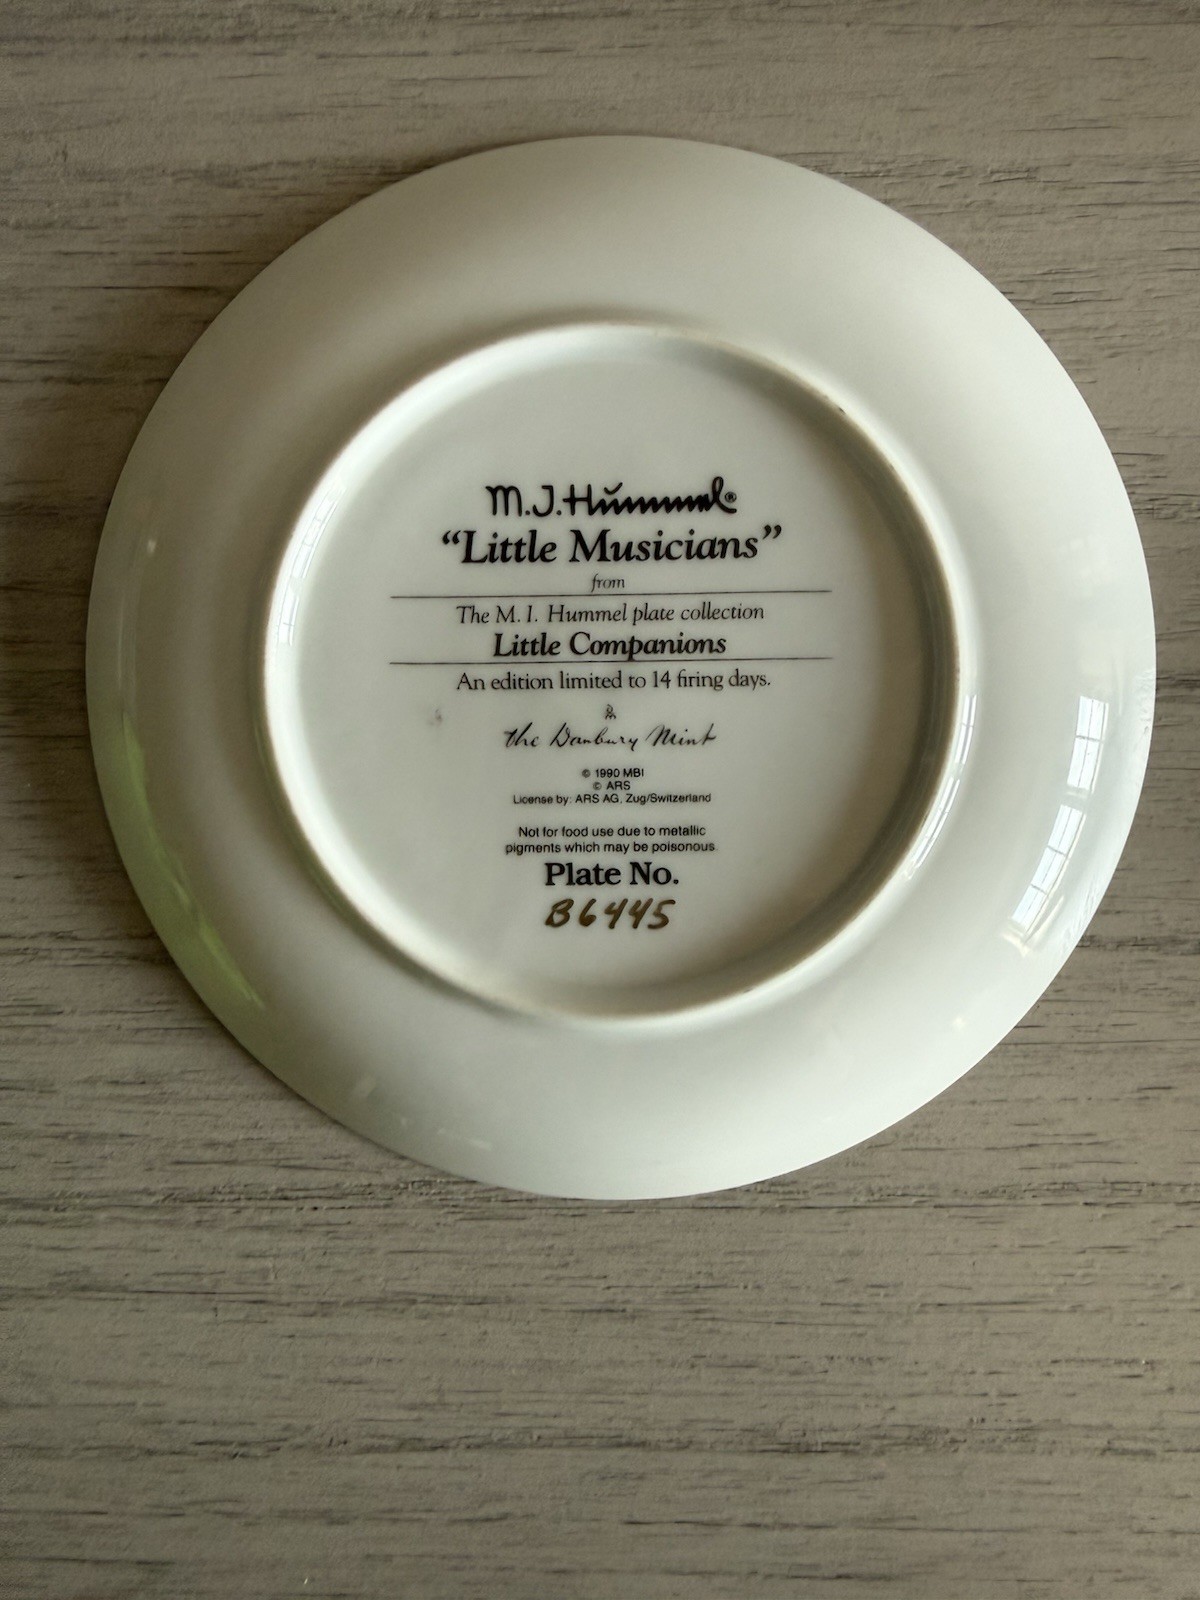 M.J.Hummel®
“Little Musicians”
from
The M. I. Hummel plate collection
Little Companions
An edition limited to 14 firing days.
the Danbury Mint
© 1990 MBI
© ARS
License by: ARS AG, Zug/Switzerland
Not for food use due to metallic
pigments which may be poisonous.
Plate No.
B6445